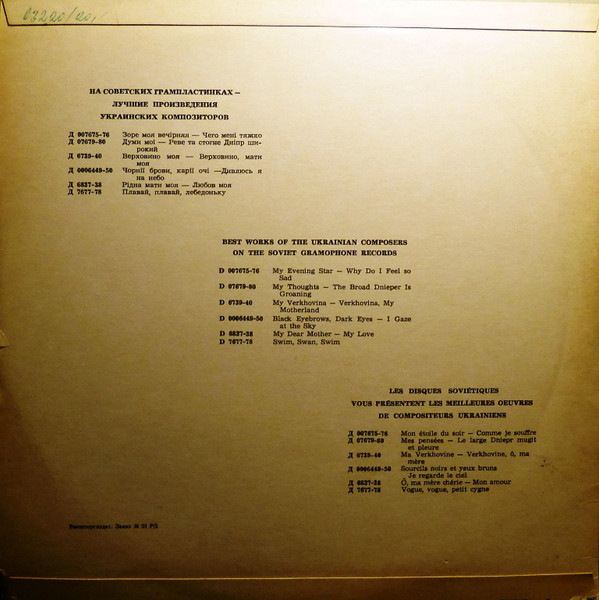 НА СОВЕТСКИХ ГРАМПЛАСТИНКАХ —
ЛУЧШИЕ ПРОИЗВЕДЕНИЯ
УКРАИНСКИХ КОМПОЗИТОРОВ
Д 007675-76 Зоре моя вечірняя — Чего мені тяжко
Д 07679-80 Думи мої — Реве та стогне Дніпр ши-
рокий
Д 6739-40 Верховино моя — Верховино, мати
моя
Д 0006449-50 Чорнії брови, карії очі —Дивлюсь я
на небо
Д 6837-38 Рідна мати моя — Любов моя
Д 7677-78 Плавай, плавай, лебедоньку
BEST WORKS OF THE UKRAINIAN COMPOSERS
ON THE SOVIET GRAMOPHONE RECORDS
D 007675-76 My Evening Star — Why Do I Feel so
Sad
D 07679-80 My Thoughts — The Broad Dnieper Is
Groaning
D 6739-40 My Verkhovina — Verkhovina, My
Motherland
D 0006449-50 Black Eyebrows, Dark Eyes — I Gaze
at the Sky
D 6837-38 My Dear Mother — My Love
D 7677-78 Swim, Swan, Swim
LES DISQUES SOVIÉTIQUES
VOUS PRÉSENTENT LES MEILLEURES OEUVRES
DE COMPOSITEURS UKRAINIENS
Д 007675-76 Mon étoile du soir — Comme je souffre
Д 07679-80 Mes pensées — Le large Dniepr mugit
et pleure
Д 6739-40 Ma Verkhovine — Verkhovine, ô, ma
mère
Д 0006449-50 Sourcils noirs et yeux bruns
Je regarde le ciel
Д 6837-38 Ô, ma mère chérie — Mon amour
Д 7677-78 Vogue, vogue, petit cygne
Внешторгиздат. Заказ